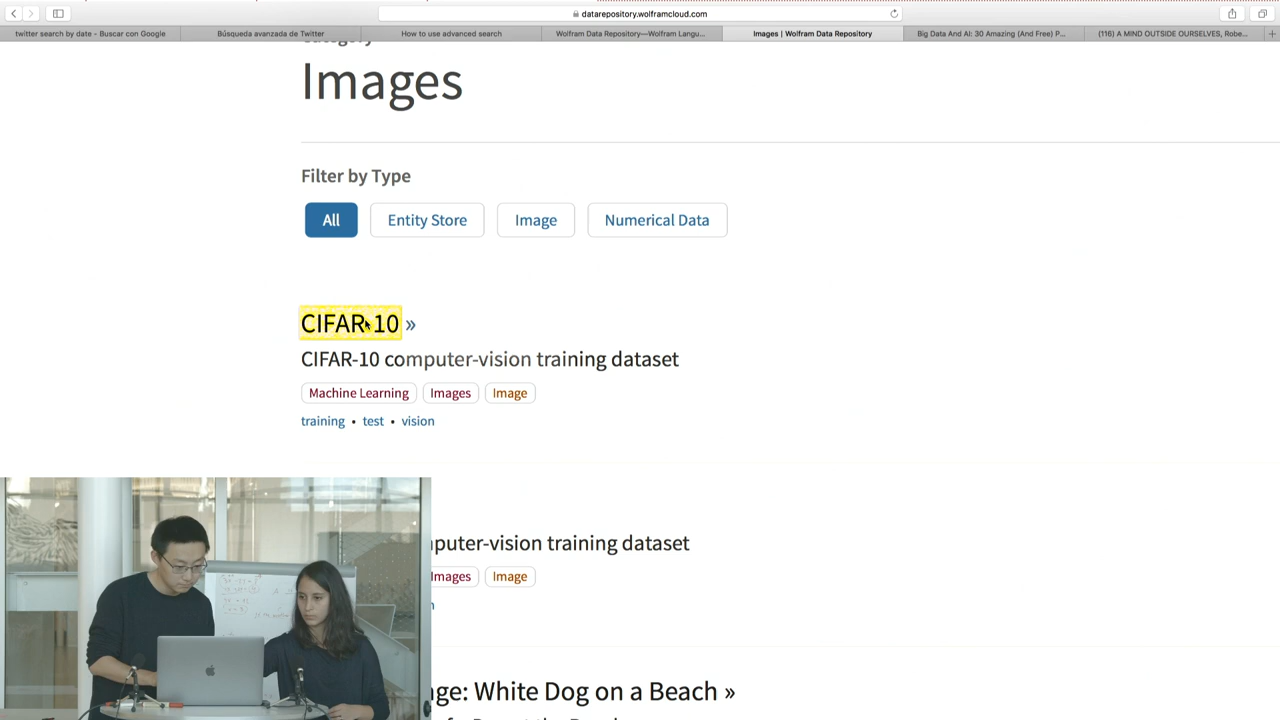 datarepository.wolframcloud.com
twitter search by date - Buscar con Google
Búsqueda avanzada de Twitter
How to use advanced search
Wolfram Data Repository—Wolfram Langu...
Images | Wolfram Data Repository
Big Data And AI: 30 Amazing (And Free) P...
(116) A MIND OUTSIDE OURSELVES, Robe...
Category
Images
Filter by Type
All
Entity Store
Image
Numerical Data
CIFAR-10 »
CIFAR-10 computer-vision training dataset
Machine Learning Images Image
training • test • vision
puter-vision training dataset
Images Image
ge: White Dog on a Beach »